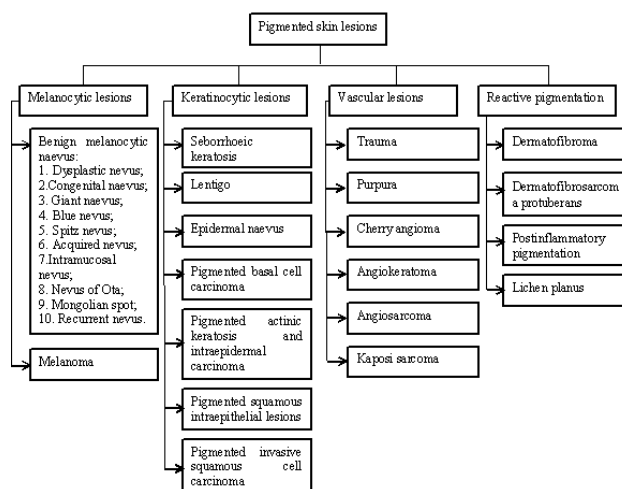 Pigmented skin lesions
Melanocytic lesions
Benign melanocytic
naevus:
1. Dysplastic nevus;
2.Congenital naevus;
3. Giant naevus;
4. Blue nevus;
5. Spitz nevus;
6. Acquired nevus;
7.Intramucosal
nevus;
8. Nevus of Ota;
9. Mongolian spot;
10. Recurrent nevus.
Melanoma
Keratinocytic lesions
Seborrhoeic
keratosis
Lentigo
Epidermal naevus
Pigmented basal cell
carcinoma
Pigmented actinic
keratosis and
intraepidermal
carcinoma
Pigmented squamous
intraepithelial lesions
Pigmented invasive
squamous cell
carcinoma
Vascular lesions
Trauma
Purpura
Cherry angioma
Angiokeratoma
Angiosarcoma
Kaposi sarcoma
Reactive pigmentation
Dermatofibroma
Dermatofibrosarcom
a protuberans
Postinflammatory
pigmentation
Lichen planus